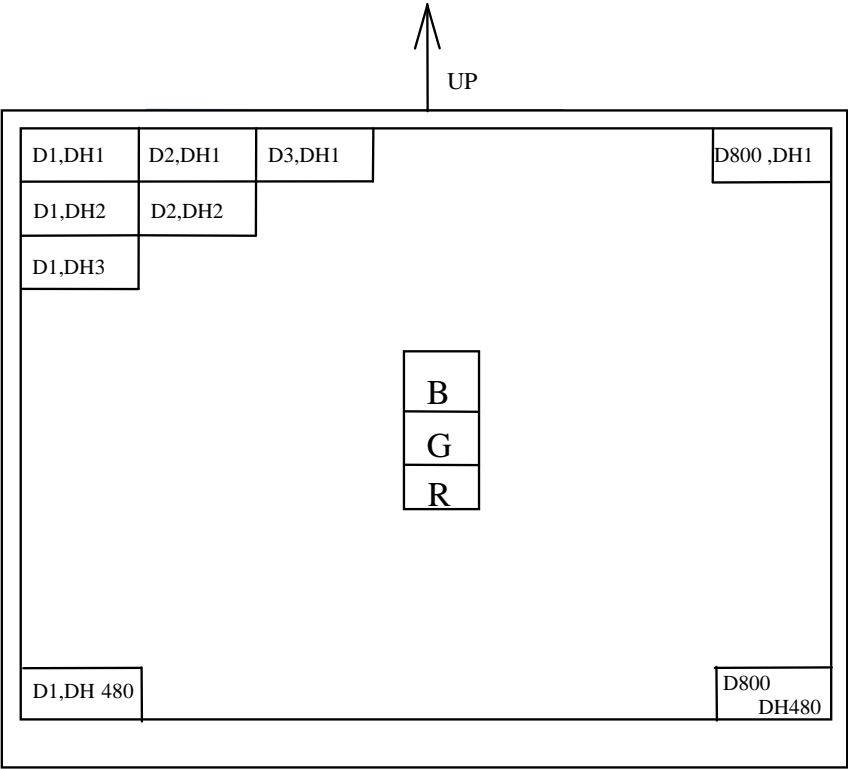 UP
D1,DH1 D2,DH1 D3,DH1 D800 ,DH1
D1,DH2 D2,DH2
D1,DH3
B
G
R
D1,DH 480 D800
DH480